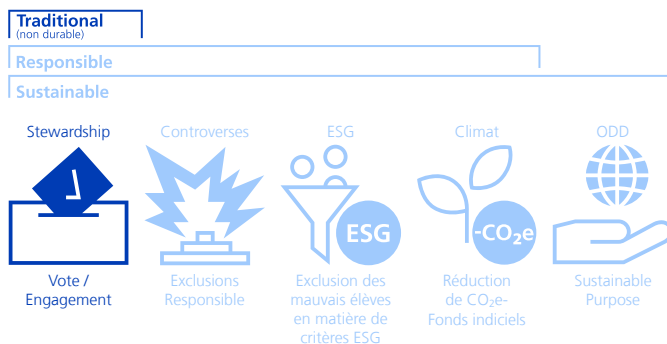 Traditional
(non durable)
Responsible
Sustainable
Stewardship
Controverses
ESG
Climat
ODD
ESG
-CO₂e
Vote /
Engagement
Exclusions
Responsible
Exclusion des
mauvais élèves
en matière de
critères ESG
Réduction
de CO₂e-
Fonds indiciels
Sustainable
Purpose